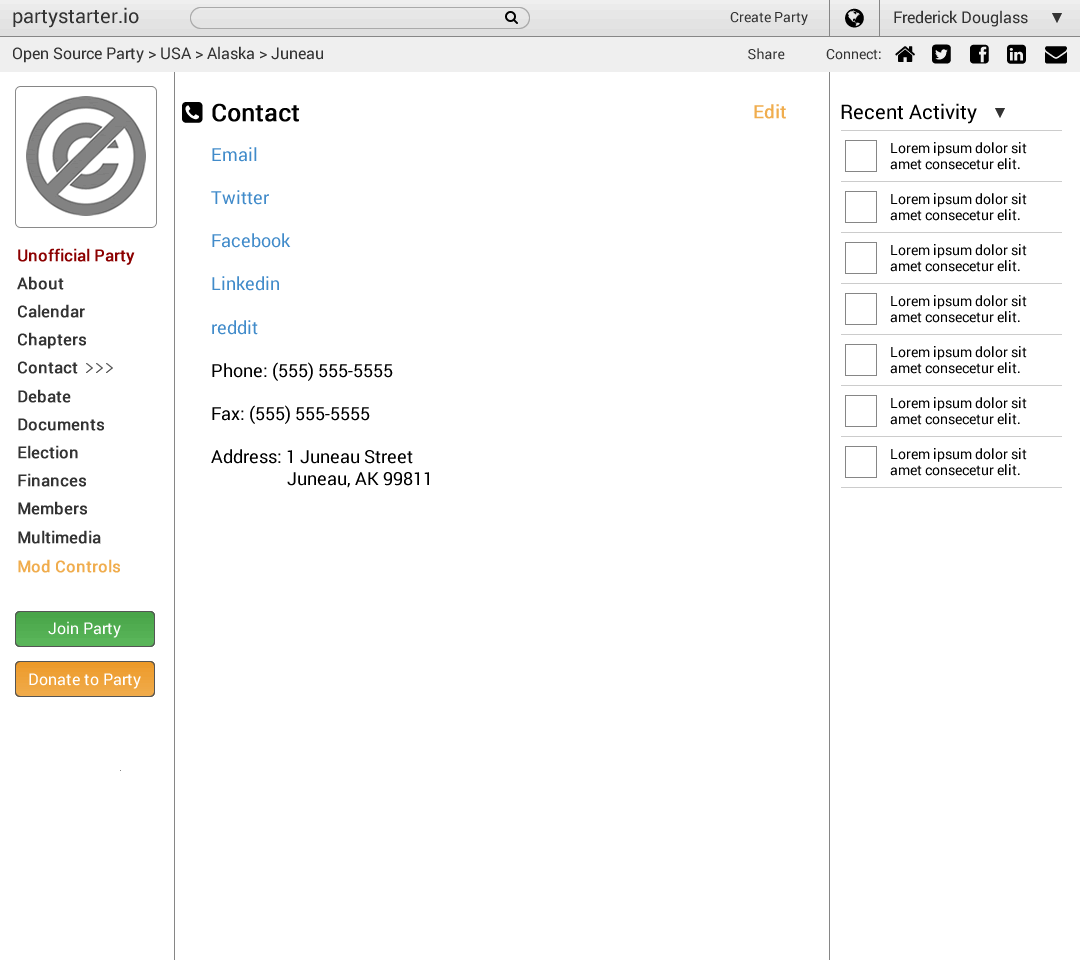 partystarter.io
Create Party
Frederick Douglass ▼
Open Source Party > USA > Alaska > Juneau
Share
Connect:
Unofficial Party
About
Calendar
Chapters
Contact >>>
Debate
Documents
Election
Finances
Members
Multimedia
Mod Controls
Join Party
Donate to Party
Contact
Edit
Email
Twitter
Facebook
Linkedin
reddit
Phone: (555) 555-5555
Fax: (555) 555-5555
Address: 1 Juneau Street
Juneau, AK 99811
Recent Activity ▼
Lorem ipsum dolor sit
amet consecetur elit.
Lorem ipsum dolor sit
amet consecetur elit.
Lorem ipsum dolor sit
amet consecetur elit.
Lorem ipsum dolor sit
amet consecetur elit.
Lorem ipsum dolor sit
amet consecetur elit.
Lorem ipsum dolor sit
amet consecetur elit.
Lorem ipsum dolor sit
amet consecetur elit.